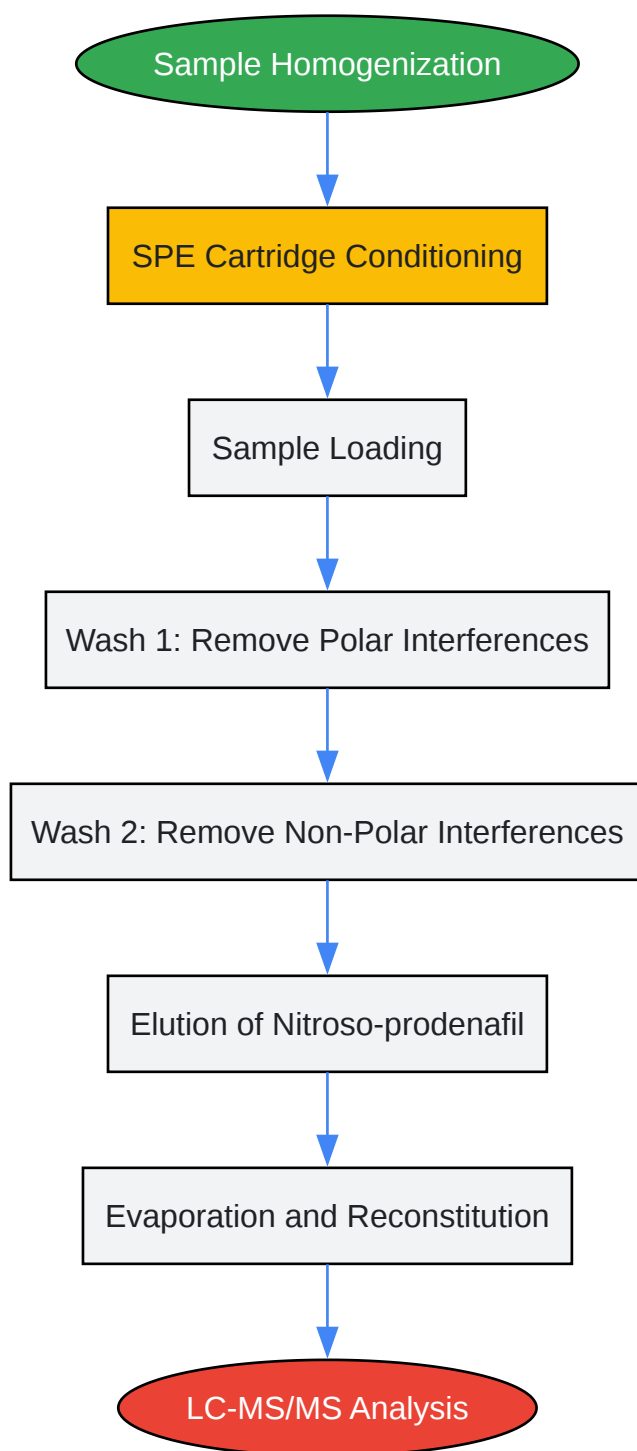 Sample Homogenization
SPE Cartridge Conditioning
Sample Loading
Wash 1: Remove Polar Interferences
Wash 2: Remove Non-Polar Interferences
Elution of Nitroso-prodenafil
Evaporation and Reconstitution
LC-MS/MS Analysis